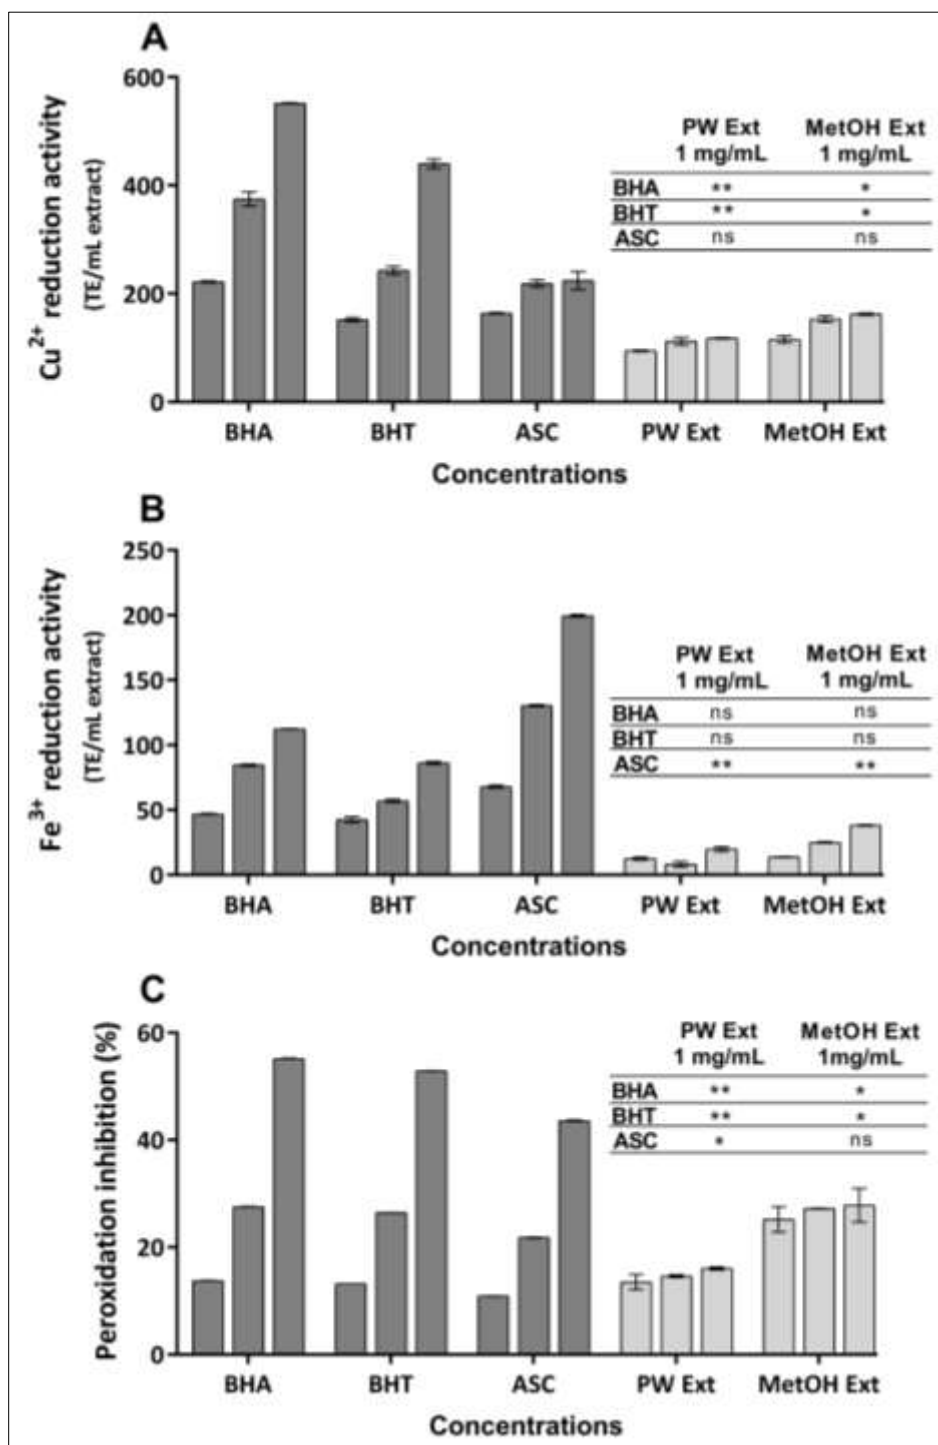 A
Cu²⁺ reduction activity
(TE/mL extract)
600
400
200
0
PW Ext MetOH Ext
1 mg/mL 1 mg/mL
BHA ** *
BHT ** *
ASC ns ns
BHA BHT ASC PW Ext MetOH Ext
Concentrations
B
Fe³⁺ reduction activity
(TE/mL extract)
250
200
150
100
50
0
PW Ext MetOH Ext
1 mg/mL 1 mg/mL
BHA ns ns
BHT ns ns
ASC ** **
BHA BHT ASC PW Ext MetOH Ext
Concentrations
C
Peroxidation inhibition (%)
60
40
20
0
PW Ext MetOH Ext
1 mg/mL 1mg/mL
BHA ** *
BHT ** *
ASC * ns
BHA BHT ASC PW Ext MetOH Ext
Concentrations